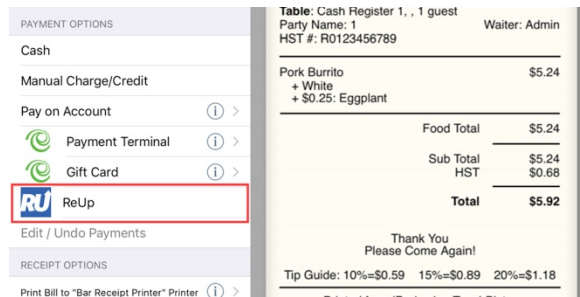 PAYMENT OPTIONS
Cash
Manual Charge/Credit
Pay on Account
Payment Terminal
Gift Card
RU ReUp
Edit / Undo Payments
RECEIPT OPTIONS
Print Bill to "Bar Receipt Printer" Printer
Table: Cash Register 1, , 1 guest
Party Name: 1 Waiter: Admin
HST #: R0123456789
Pork Burrito $5.24
+ White
+ $0.25: Eggplant
Food Total $5.24
Sub Total $5.24
HST $0.68
Total $5.92
Thank You
Please Come Again!
Tip Guide: 10%=$0.59 15%=$0.89 20%=$1.18